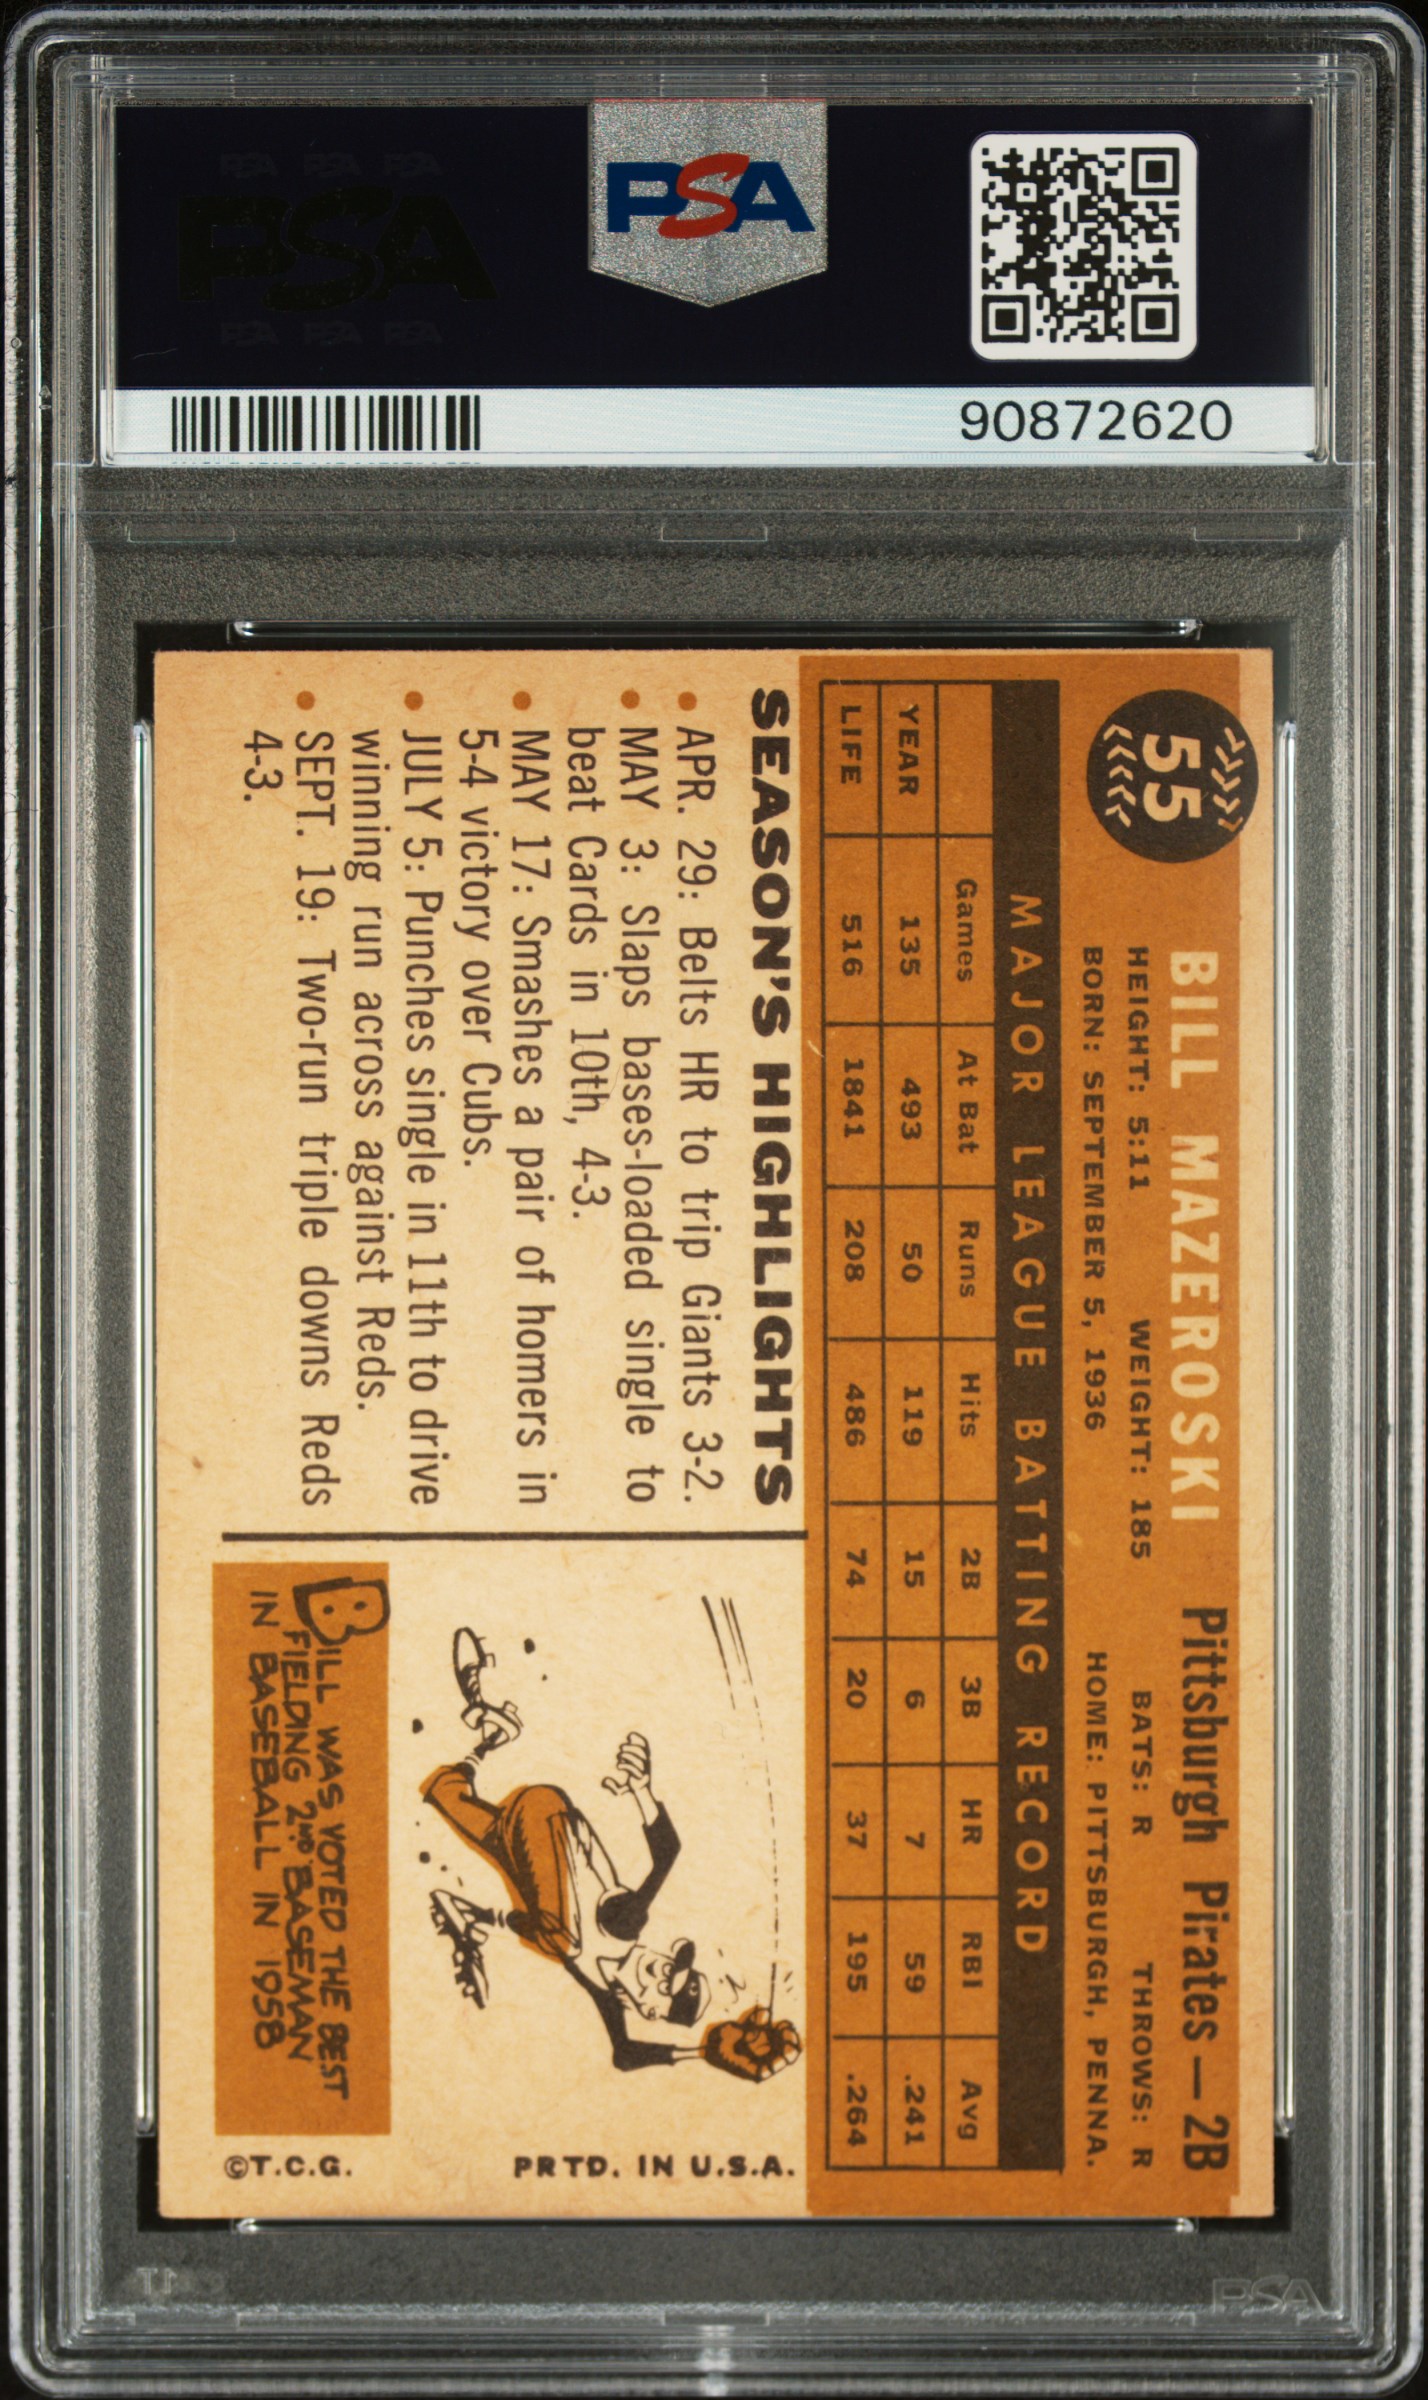 PSA PSA PSA
PSA
PSA PSA PSA
PSA
90872620
55
BILL MAZEROSKI Pittsburgh Pirates—2B
HEIGHT: 5:11 WEIGHT: 185 BATS: R THROWS: R
BORN: SEPTEMBER 5, 1936 HOME: PITTSBURGH, PENNA.
MAJOR LEAGUE BATTING RECORD
Games At Bat Runs Hits 2B 3B HR RBI Avg
YEAR 135 493 50 119 15 6 7 59 .241
LIFE 516 1841 208 486 74 20 37 195 .264
SEASON'S HIGHLIGHTS
• APR. 29: Belts HR to trip Giants 3-2.
• MAY 3: Slaps bases-loaded single to
beat Cards in 10th, 4-3.
• MAY 17: Smashes a pair of homers in
5-4 victory over Cubs.
• JULY 5: Punches single in 11th to drive
winning run across against Reds.
• SEPT. 19: Two-run triple downs Reds
4-3.
BILL WAS VOTED THE BEST
FIELDING 2ND BASEMAN
IN BASEBALL IN 1958
©T.C.G. PRTD. IN U.S.A.
PSA